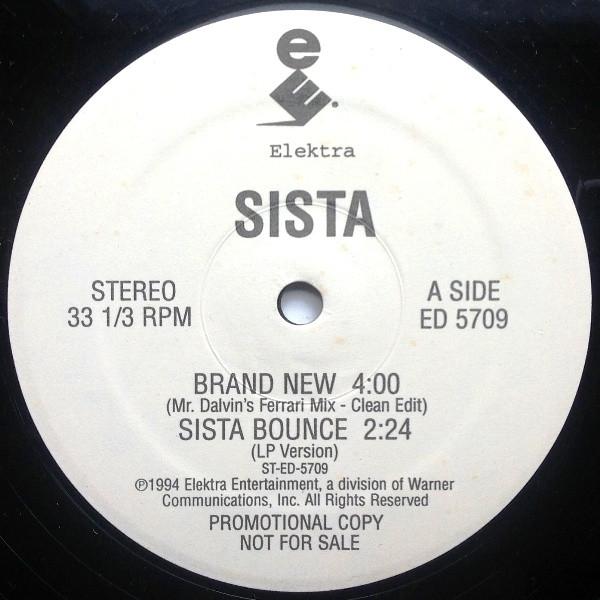 Elektra
SISTA
STEREO
33 1/3 RPM
A SIDE
ED 5709
BRAND NEW 4:00
(Mr. Dalvin's Ferrari Mix - Clean Edit)
SISTA BOUNCE 2:24
(LP Version)
ST-ED-5709
℗1994 Elektra Entertainment, a division of Warner
Communications, Inc. All Rights Reserved
PROMOTIONAL COPY
NOT FOR SALE